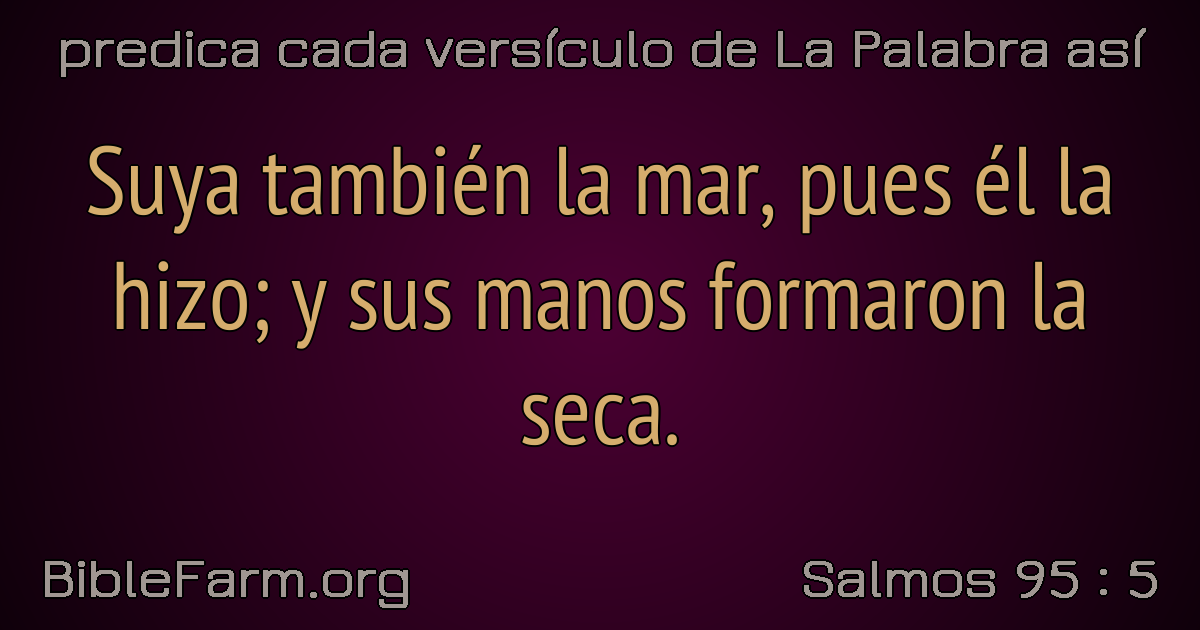 predica cada versículo de La Palabra así
Suya también la mar, pues él la
hizo; y sus manos formaron la
seca.
BibleFarm.org
Salmos 95 : 5